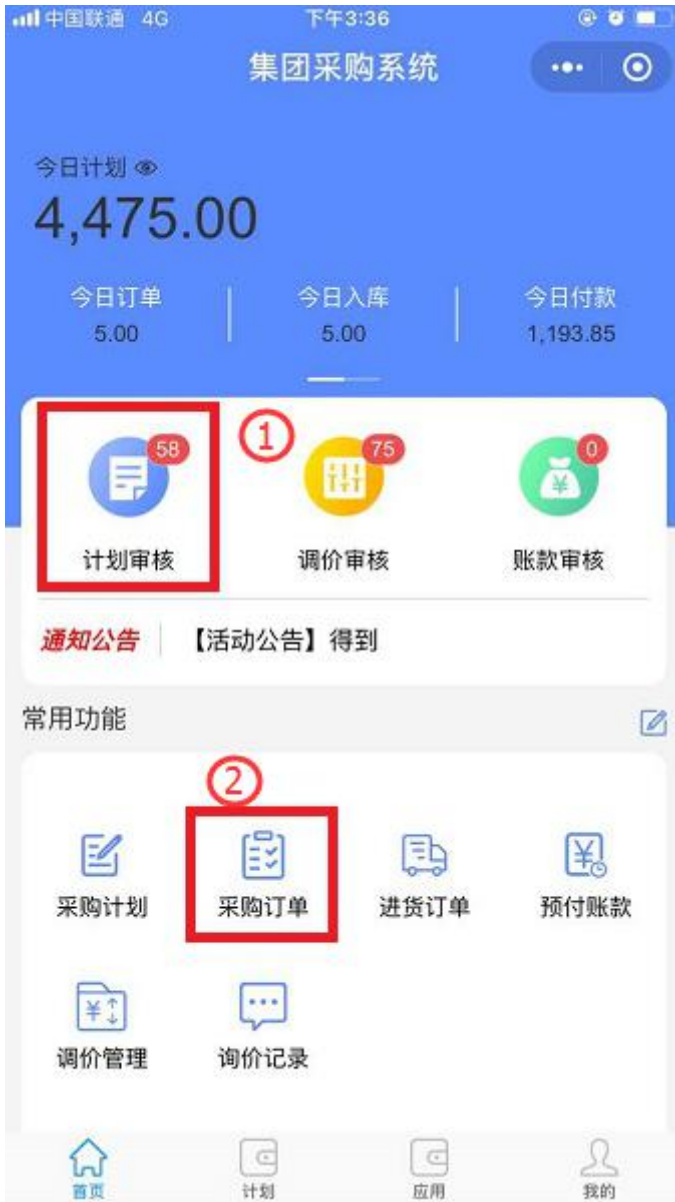 中国联通 4G 下午3:36
集团采购系统
今日计划
4,475.00
今日订单 今日入库 今日付款
5.00 5.00 1,193.85
① 58 75 0
计划审核 调价审核 账款审核
通知公告 【活动公告】得到
常用功能
②
采购计划 采购订单 进货订单 预付账款
调价管理 询价记录
首页 计划 应用 我的